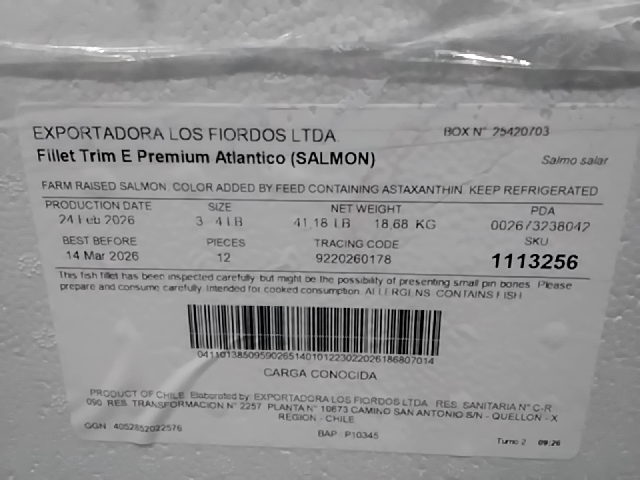 EXPORTADORA LOS FIORDOS LTDA.
BOX N° 25420703
Fillet Trim E Premium Atlantico (SALMON)
Salmo salar
FARM RAISED SALMON. COLOR ADDED BY FEED CONTAINING ASTAXANTHIN. KEEP REFRIGERATED
PRODUCTION DATE SIZE NET WEIGHT PDA
24 Feb 2026 3 4 LB 41.18 LB 18.68 KG 002673238042
BEST BEFORE PIECES TRACING CODE SKU
14 Mar 2026 12 9220260178 1113256
This fish fillet has been inspected carefully but might be the possibility of presenting small pin bones. Please
prepare and consume carefully. Intended for cooked consumption. ALLERGENS: CONTAINS FISH
CARGA CONOCIDA
PRODUCT OF CHILE. Elaborated by: EXPORTADORA LOS FIORDOS LTDA. RES. SANITARIA N° C-R
090 RES. TRANSFORMACION N° 2257 PLANTA N° 10673 CAMINO SAN ANTONIO S/N - QUELLON - X
REGION - CHILE
GGN: 4052852022576
BAP: P10345
Turno 2 09:26